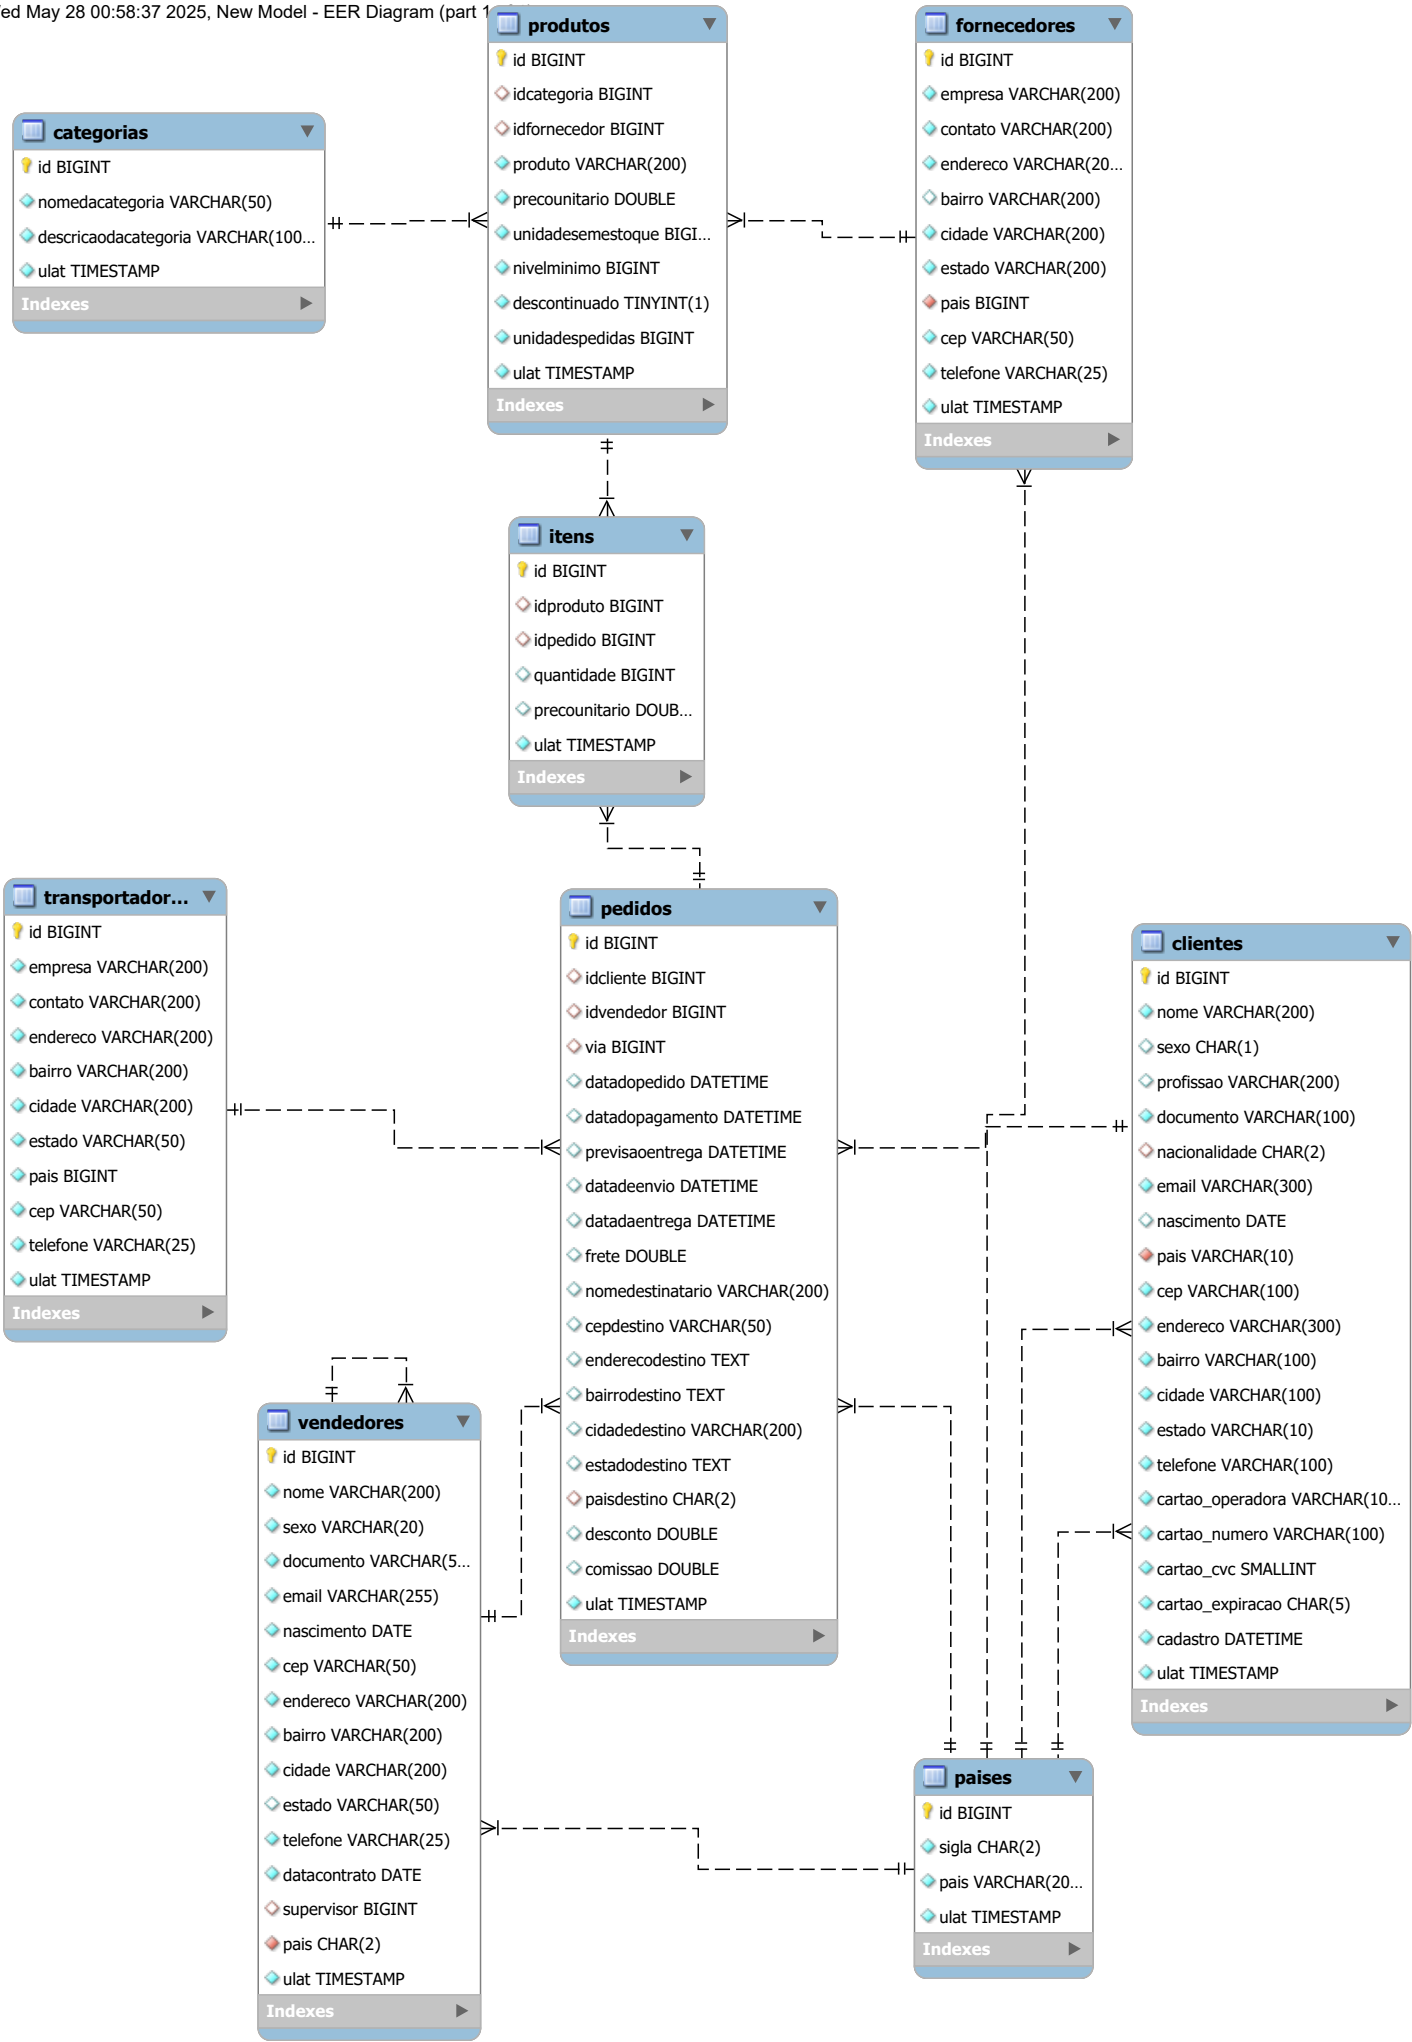 ed May 28 00:58:37 2025, New Model - EER Diagram (part 1
produtos
id BIGINT
idcategoria BIGINT
idfornecedor BIGINT
produto VARCHAR(200)
precounitario DOUBLE
unidadesemestoque BIGI...
nivelminimo BIGINT
descontinuado TINYINT(1)
unidadespedidas BIGINT
ulat TIMESTAMP
Indexes
fornecedores
id BIGINT
empresa VARCHAR(200)
contato VARCHAR(200)
endereco VARCHAR(20...
bairro VARCHAR(200)
cidade VARCHAR(200)
estado VARCHAR(200)
pais BIGINT
cep VARCHAR(50)
telefone VARCHAR(25)
ulat TIMESTAMP
Indexes
categorias
id BIGINT
nomedacategoria VARCHAR(50)
descricaodacategoria VARCHAR(100...
ulat TIMESTAMP
Indexes
itens
id BIGINT
idproduto BIGINT
idpedido BIGINT
quantidade BIGINT
precounitario DOUB...
ulat TIMESTAMP
Indexes
transportador...
id BIGINT
empresa VARCHAR(200)
contato VARCHAR(200)
endereco VARCHAR(200)
bairro VARCHAR(200)
cidade VARCHAR(200)
estado VARCHAR(50)
pais BIGINT
cep VARCHAR(50)
telefone VARCHAR(25)
ulat TIMESTAMP
Indexes
pedidos
id BIGINT
idcliente BIGINT
idvendedor BIGINT
via BIGINT
datadopedido DATETIME
datadopagamento DATETIME
previsaoentrega DATETIME
datadeenvio DATETIME
datadaentrega DATETIME
frete DOUBLE
nomedestinatario VARCHAR(200)
cepdestino VARCHAR(50)
enderecodestino TEXT
bairrodestino TEXT
cidadedestino VARCHAR(200)
estadodestino TEXT
paisdestino CHAR(2)
desconto DOUBLE
comissao DOUBLE
ulat TIMESTAMP
Indexes
clientes
id BIGINT
nome VARCHAR(200)
sexo CHAR(1)
profissao VARCHAR(200)
documento VARCHAR(100)
nacionalidade CHAR(2)
email VARCHAR(300)
nascimento DATE
pais VARCHAR(10)
cep VARCHAR(100)
endereco VARCHAR(300)
bairro VARCHAR(100)
cidade VARCHAR(100)
estado VARCHAR(10)
telefone VARCHAR(100)
cartao_operadora VARCHAR(10...
cartao_numero VARCHAR(100)
cartao_cvc SMALLINT
cartao_expiracao CHAR(5)
cadastro DATETIME
ulat TIMESTAMP
Indexes
vendedores
id BIGINT
nome VARCHAR(200)
sexo VARCHAR(20)
documento VARCHAR(5...
email VARCHAR(255)
nascimento DATE
cep VARCHAR(50)
endereco VARCHAR(200)
bairro VARCHAR(200)
cidade VARCHAR(200)
estado VARCHAR(50)
telefone VARCHAR(25)
datacontrato DATE
supervisor BIGINT
pais CHAR(2)
ulat TIMESTAMP
Indexes
paises
id BIGINT
sigla CHAR(2)
pais VARCHAR(20...
ulat TIMESTAMP
Indexes